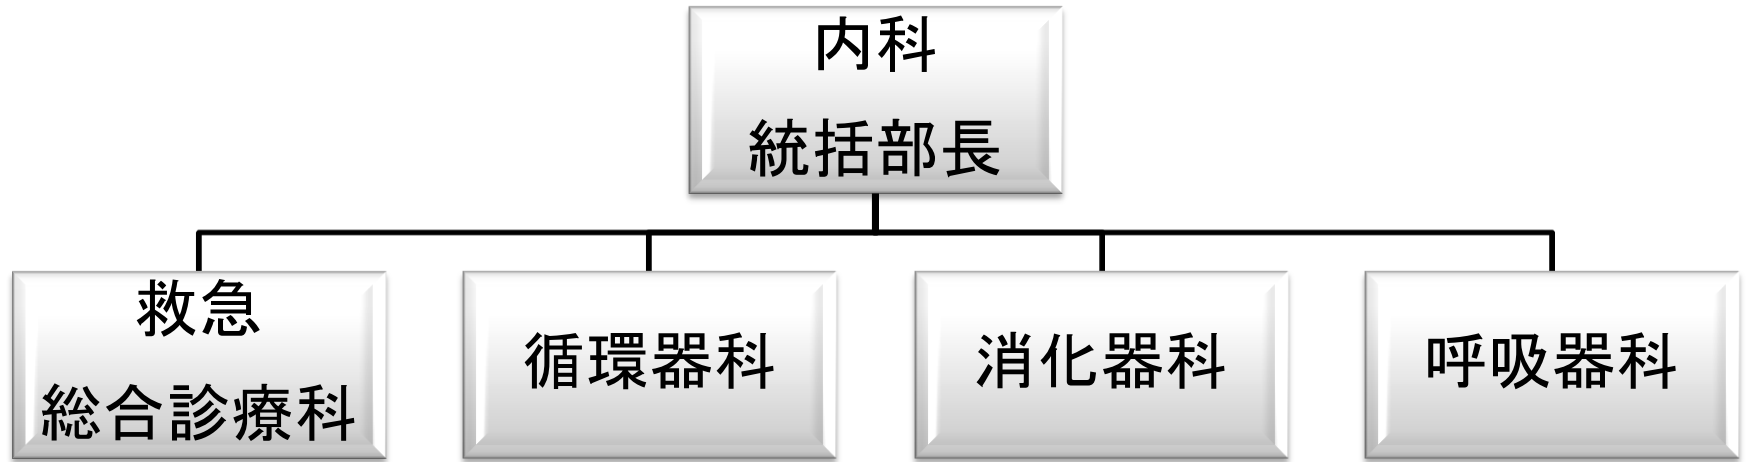 内科
統括部長
救急
総合診療科
循環器科
消化器科
呼吸器科